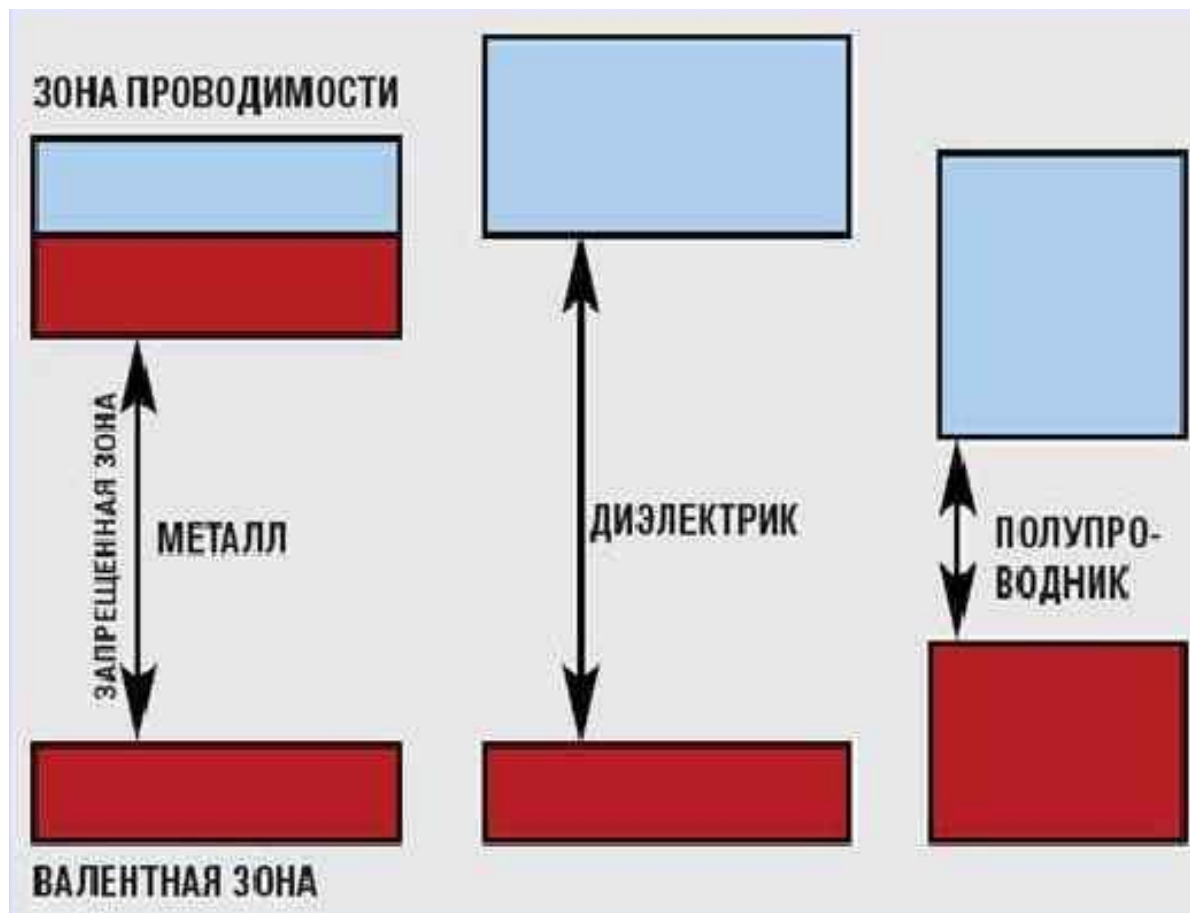 ЗОНА ПРОВОДИМОСТИ
ЗАПРЕЩЕННАЯ ЗОНА
МЕТАЛЛ
ДИЭЛЕКТРИК
ПОЛУПРО-
ВОДНИК
ВАЛЕНТНАЯ ЗОНА